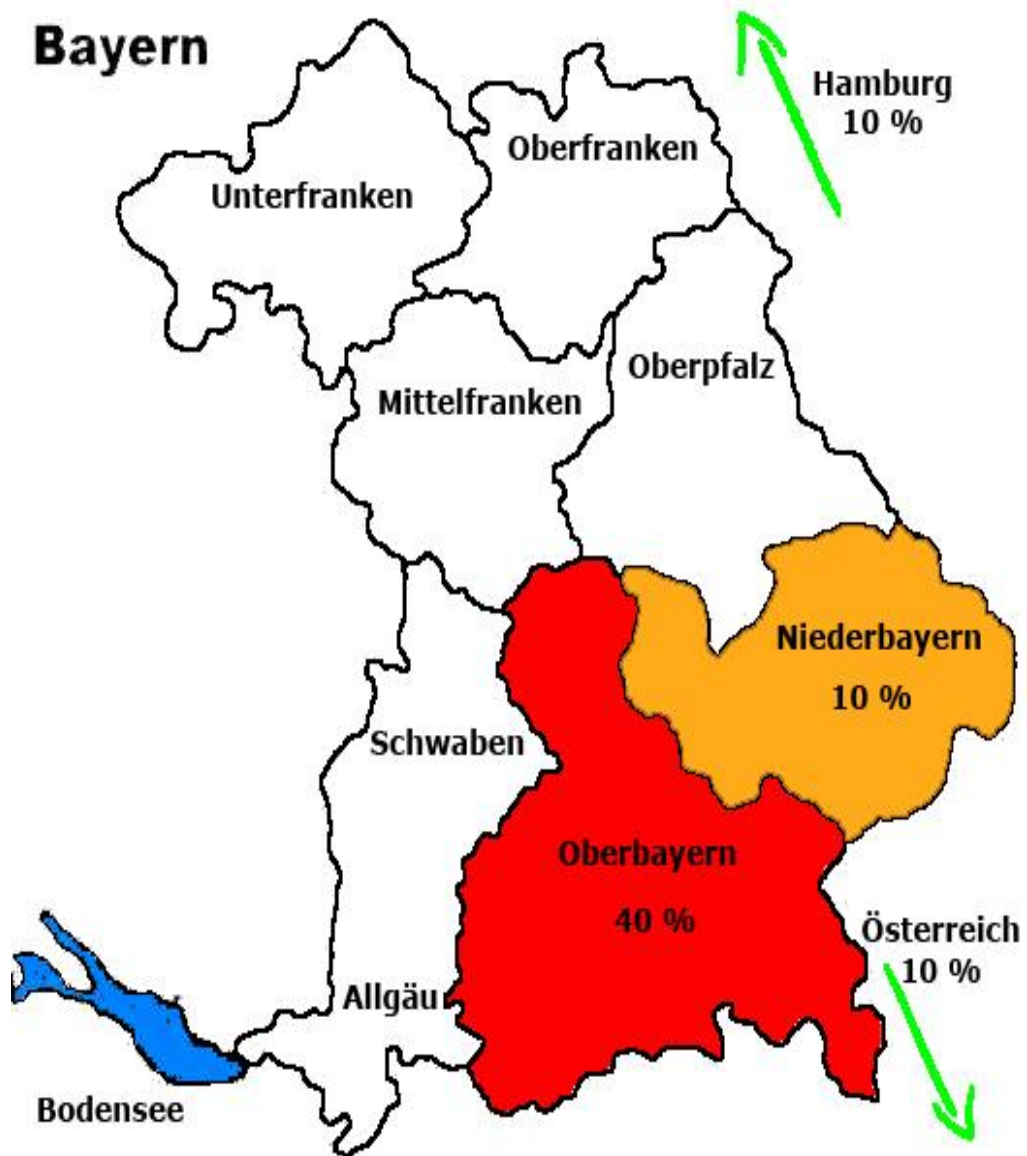 Bayern
Hamburg
10 %
Oberfranken
Unterfranken
Oberpfalz
Mittelfranken
Niederbayern
10 %
Schwaben
Oberbayern
40 %
Österreich
10 %
Allgäu
Bodensee